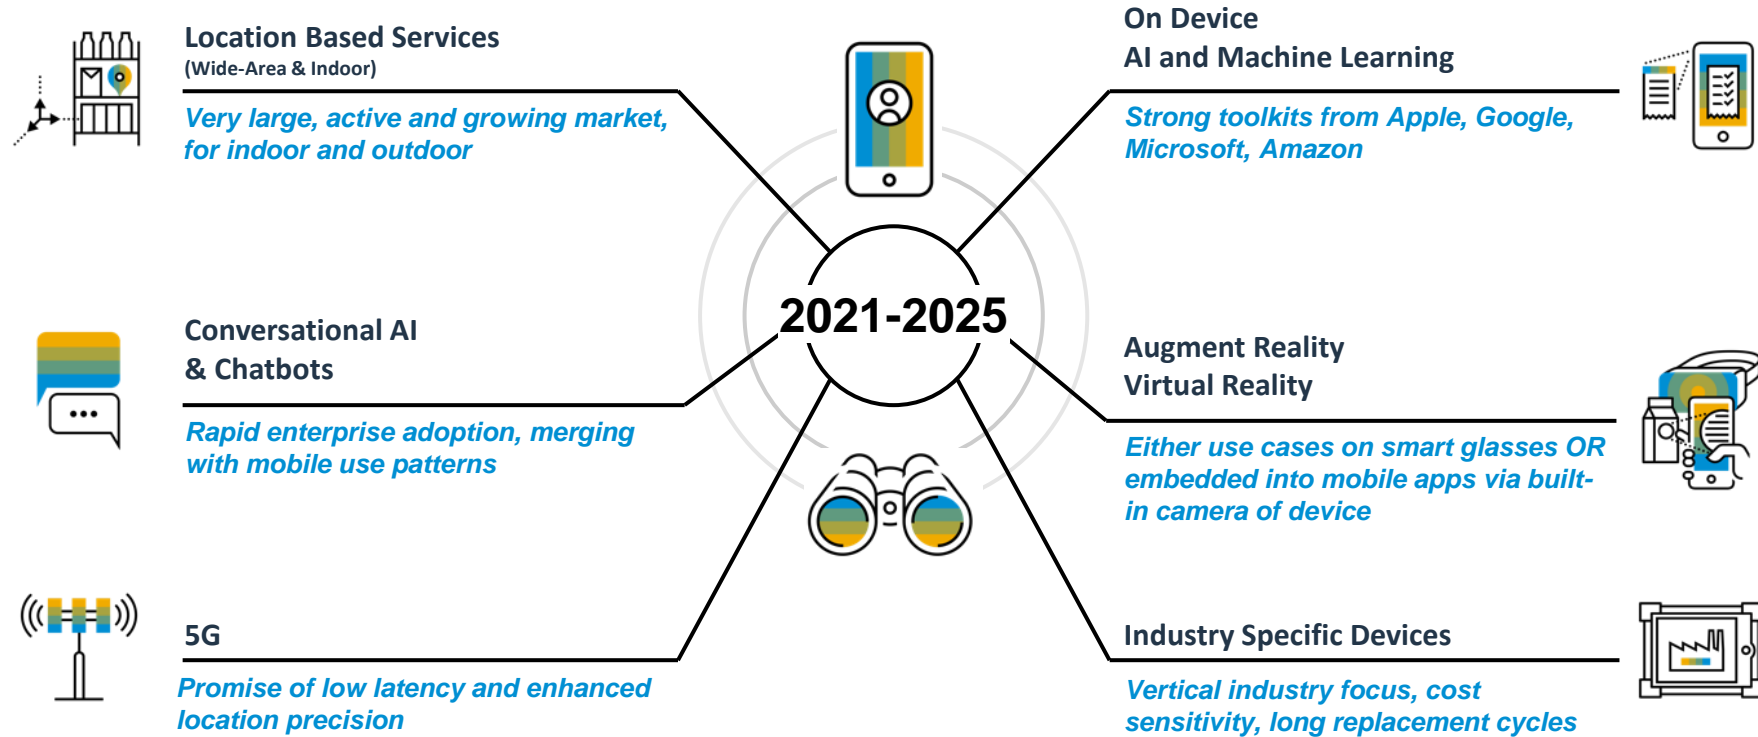 Location Based Services
(Wide-Area & Indoor)
Very large, active and growing market,
for indoor and outdoor
Conversational AI
& Chatbots
Rapid enterprise adoption, merging
with mobile use patterns
5G
Promise of low latency and enhanced
location precision
2021-2025
On Device
AI and Machine Learning
Strong toolkits from Apple, Google,
Microsoft, Amazon
Augment Reality
Virtual Reality
Either use cases on smart glasses OR
embedded into mobile apps via built-
in camera of device
Industry Specific Devices
Vertical industry focus, cost
sensitivity, long replacement cycles